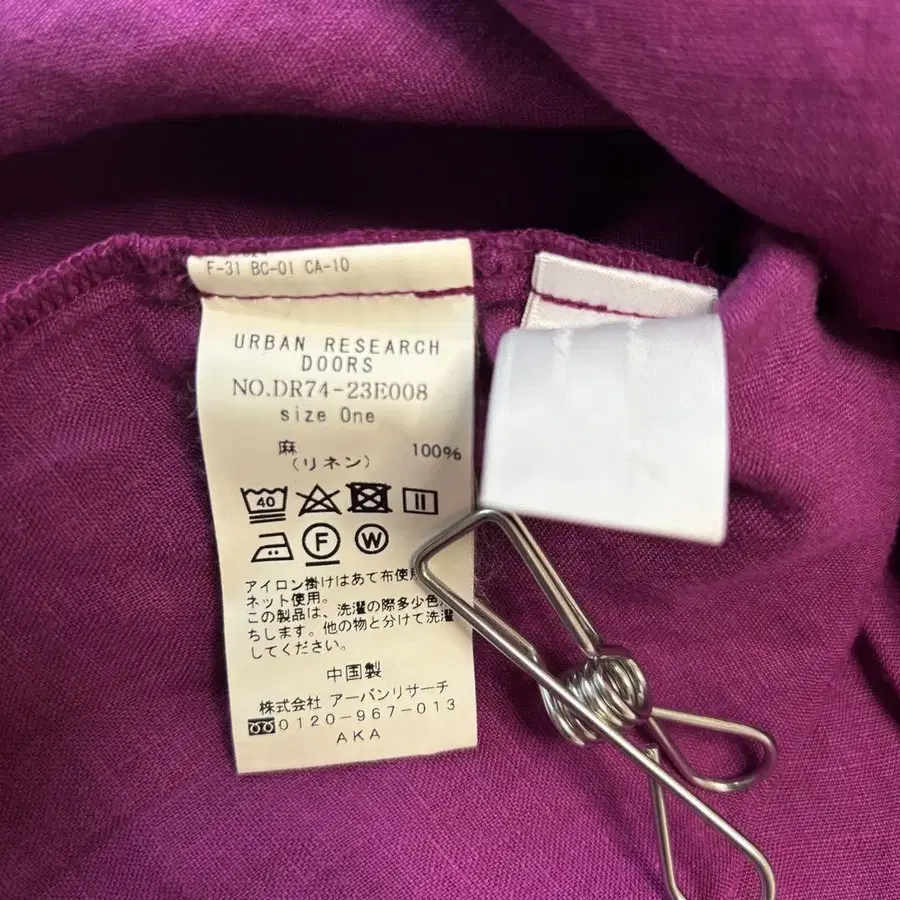 F-31 BC-01 CA-10
URBAN RESEARCH
DOORS
NO.DR74-23E008
size One
麻 100%
(リネン)
40
F W
アイロン掛けはあて布使用
ネット使用。
この製品は、洗濯の際多少色
ちします。他の物と分けて洗濯
してください。
中国製
株式会社 アーバンリサーチ
0120-967-013
AKA